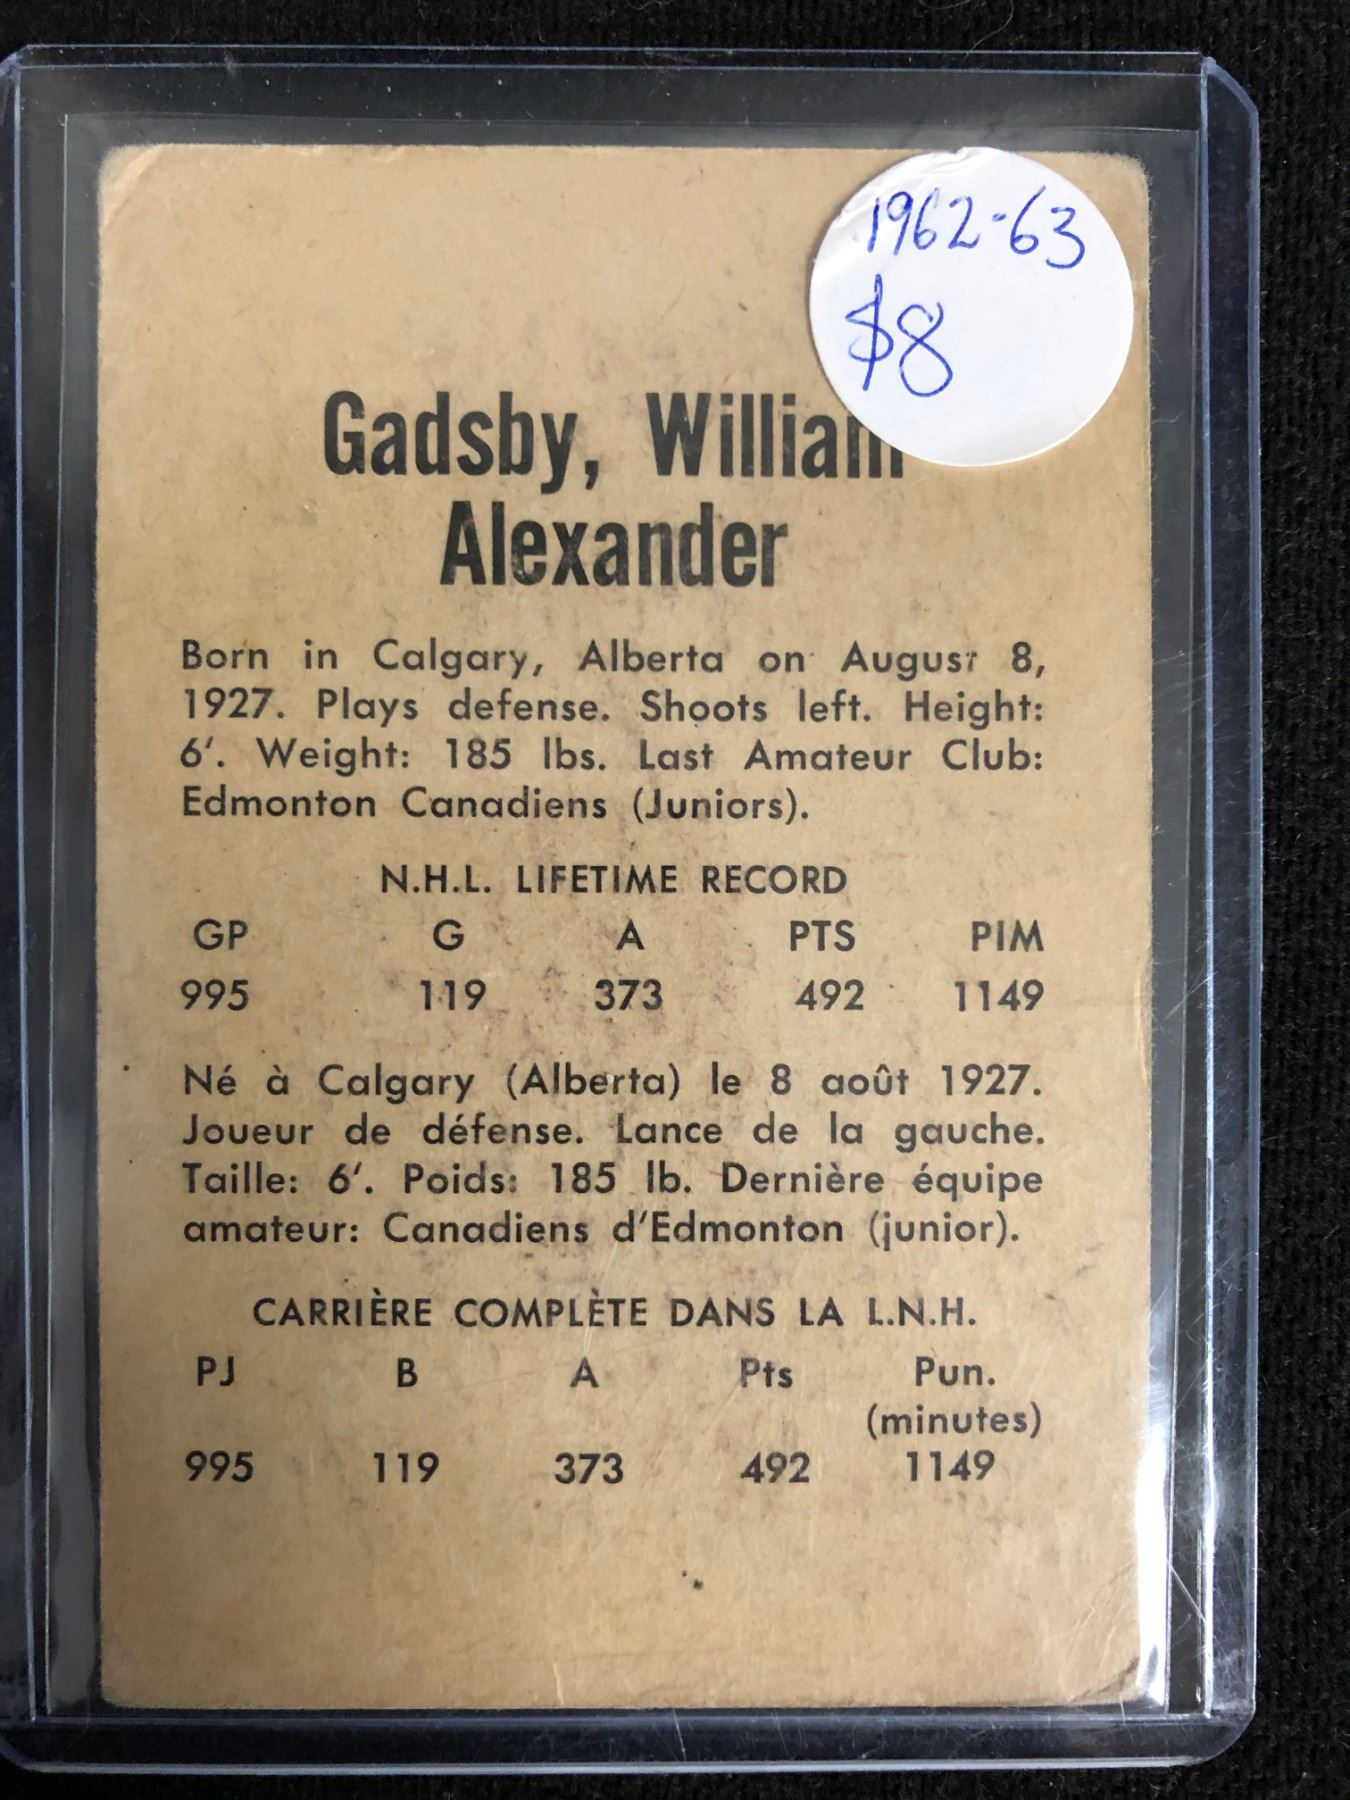 1962-63
$8
Gadsby, William
Alexander
Born in Calgary, Alberta on August 8,
1927. Plays defense. Shoots left. Height:
6'. Weight: 185 lbs. Last Amateur Club:
Edmonton Canadiens (Juniors).
N.H.L. LIFETIME RECORD
GP G A PTS PIM
995 119 373 492 1149
Né à Calgary (Alberta) le 8 août 1927.
Joueur de défense. Lance de la gauche.
Taille: 6'. Poids: 185 lb. Dernière équipe
amateur: Canadiens d'Edmonton (junior).
CARRIÈRE COMPLÈTE DANS LA L.N.H.
PJ B A Pts Pun.
(minutes)
995 119 373 492 1149